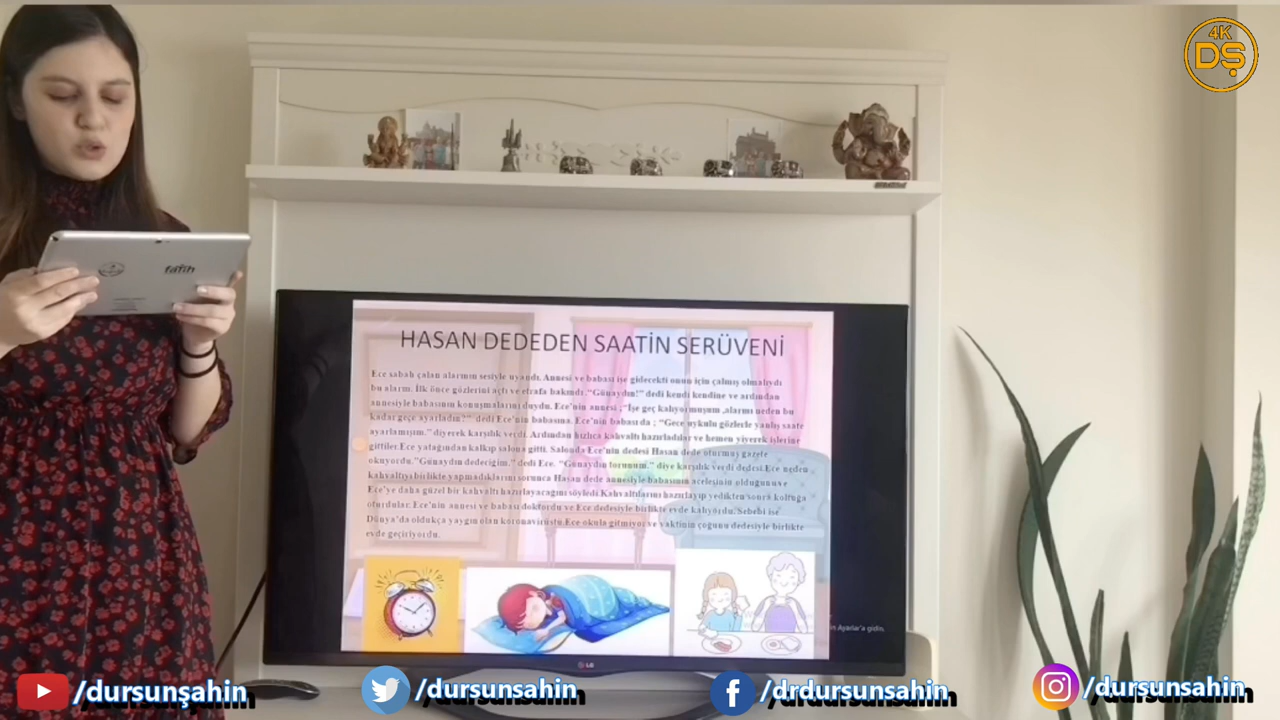 4K
DŞ
fatih
HASAN DEDEDEN SAATİN SERÜVENİ
Ece sabah çalan alarmın sesiyle uyandı. Annesi ve babası işe gidecekti onun için çalmış olmalıydı
bu alarm. İlk önce gözlerini açtı ve etrafa bakındı."Günaydın!" dedi kendi kendine ve ardından
annesiyle babasının konuşmalarını duydu. Ece'nin annesi ;"İşe geç kalıyormuşum ,alarmı neden bu
kadar geçe ayarladın?" dedi Ece'nin babasına. Ece'nin babası da ; "Gece uykulu gözlerle yanlış saate
ayarlamışım." diyerek karşılık verdi. Ardından hızlıca kahvaltı hazırladılar ve hemen yiyerek işlerine
gittiler.Ece yatağından kalkıp salona gitti. Salonda Ece'nin dedesi Hasan dede oturmuş gazete
okuyordu."Günaydın dedeciğim." dedi Ece. "Günaydın torunum." diye karşılık verdi dedesi.Ece neden
kahvaltıyı birlikte yapmadıklarını sorunca Hasan dede annesiyle babasının acelesinin olduğunu ve
Ece'ye daha güzel bir kahvaltı hazırlayacağını söyledi.Kahvaltılarını hazırlayıp yedikten sonra koltuğa
oturdular. Ece'nin annesi ve babası doktordu ve Ece dedesiyle birlikte evde kalıyordu. Sebebi ise
Dünya'da oldukça yaygın olan koronavirüstü.Ece okula gitmiyor ve vaktinin çoğunu dedesiyle birlikte
evde geçiriyordu.
in Ayarlar'a gidin.
LG
/dursunşahin
/dursunsahin
/drdursunsahin
/dursunsahin